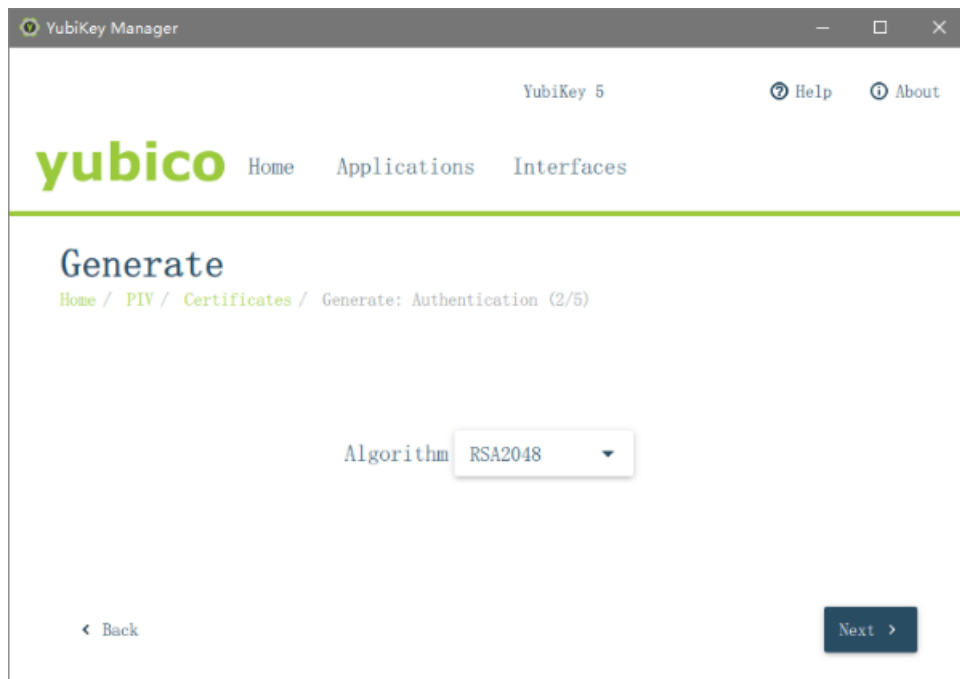 YubiKey Manager
YubiKey 5
Help
About
yubico
Home Applications Interfaces
Generate
Home / PIV / Certificates / Generate: Authentication (2/5)
Algorithm RSA2048
Back
Next